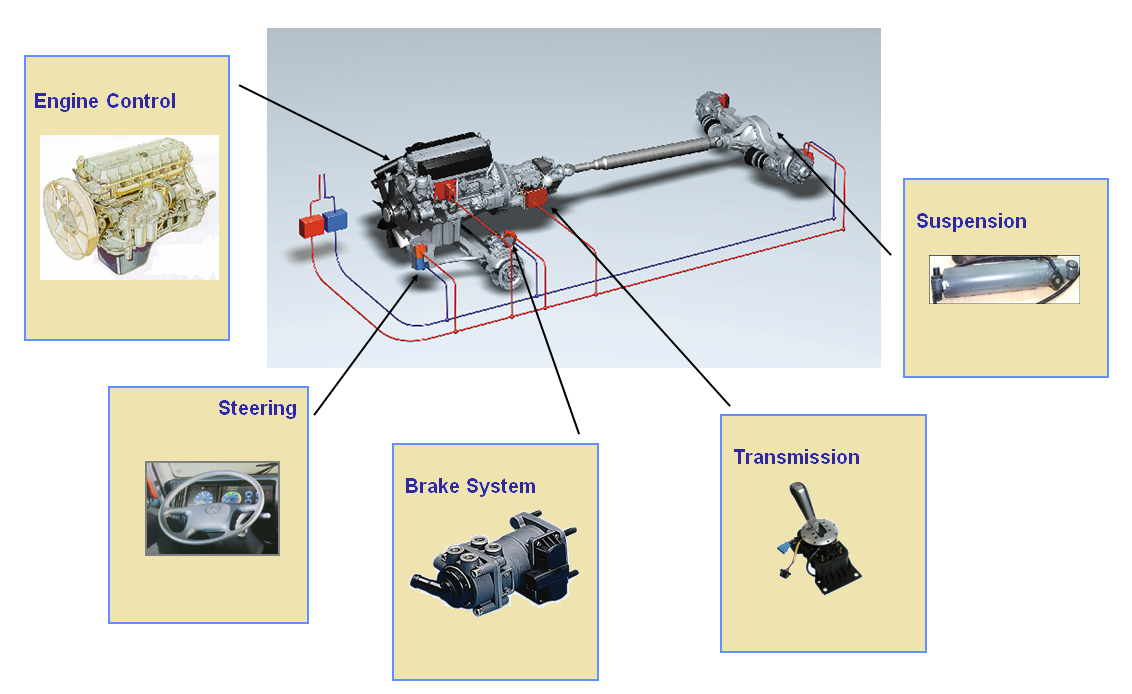 Engine Control
Suspension
Steering
Brake System
Transmission